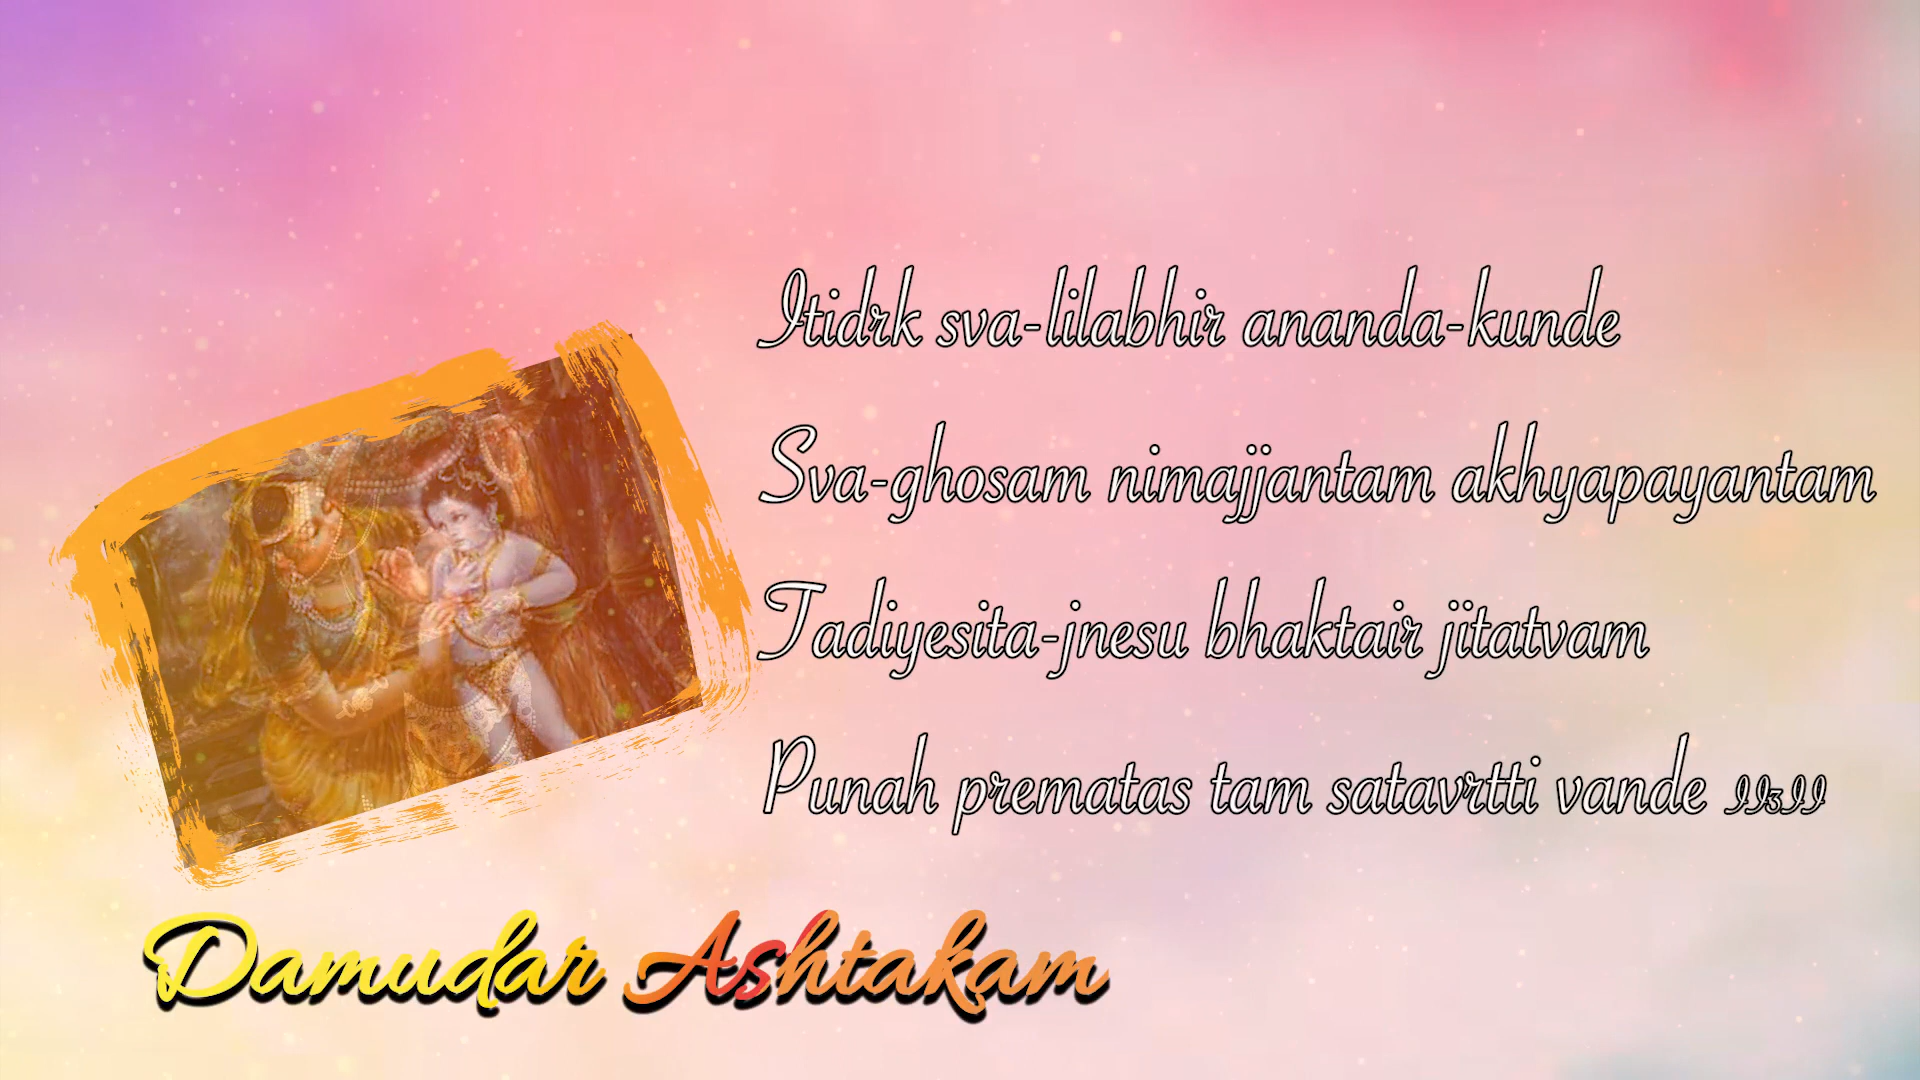 Itidrk sva-lilabhir ananda-kunde
Sva-ghosam nimajjantam akhyapayantam
Tadiyesita-jnesu bhaktair jitatvam
Punah prematas tam satavrtti vande II3II
Damudar Ashtakam